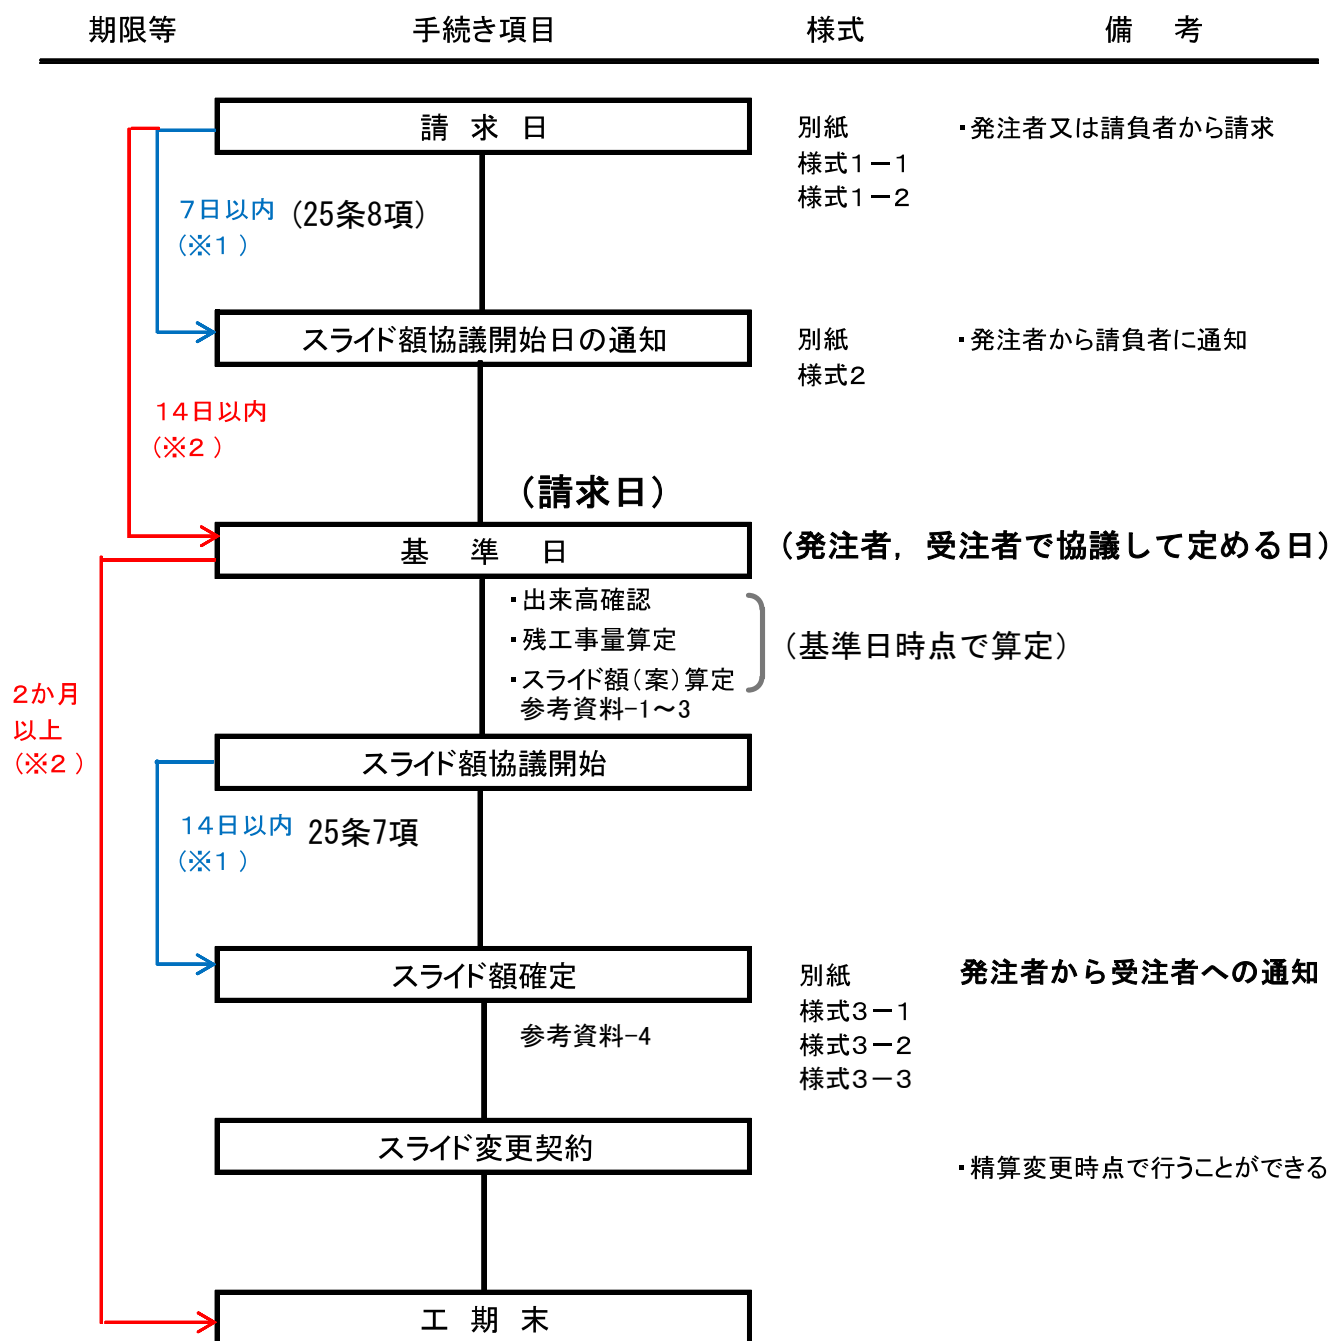 期限等 手続き項目 様式 備 考
請 求 日 別紙 ・発注者又は請負者から請求
様式1－1
様式1－2
7日以内 (25条8項)
(※1 )
スライド額協議開始日の通知 別紙 ・発注者から請負者に通知
様式2
14日以内
(※2 )
(請求日)
基 準 日 (発注者，受注者で協議して定める日)
・出来高確認
・残工事量算定 (基準日時点で算定)
・スライド額(案)算定
参考資料-1～3
2か月
以上
(※2 )
スライド額協議開始
14日以内 25条7項
(※1 )
スライド額確定 別紙 発注者から受注者への通知
様式3－1
参考資料-4
様式3－2
様式3－3
スライド変更契約
・精算変更時点で行うことができる
工 期 末